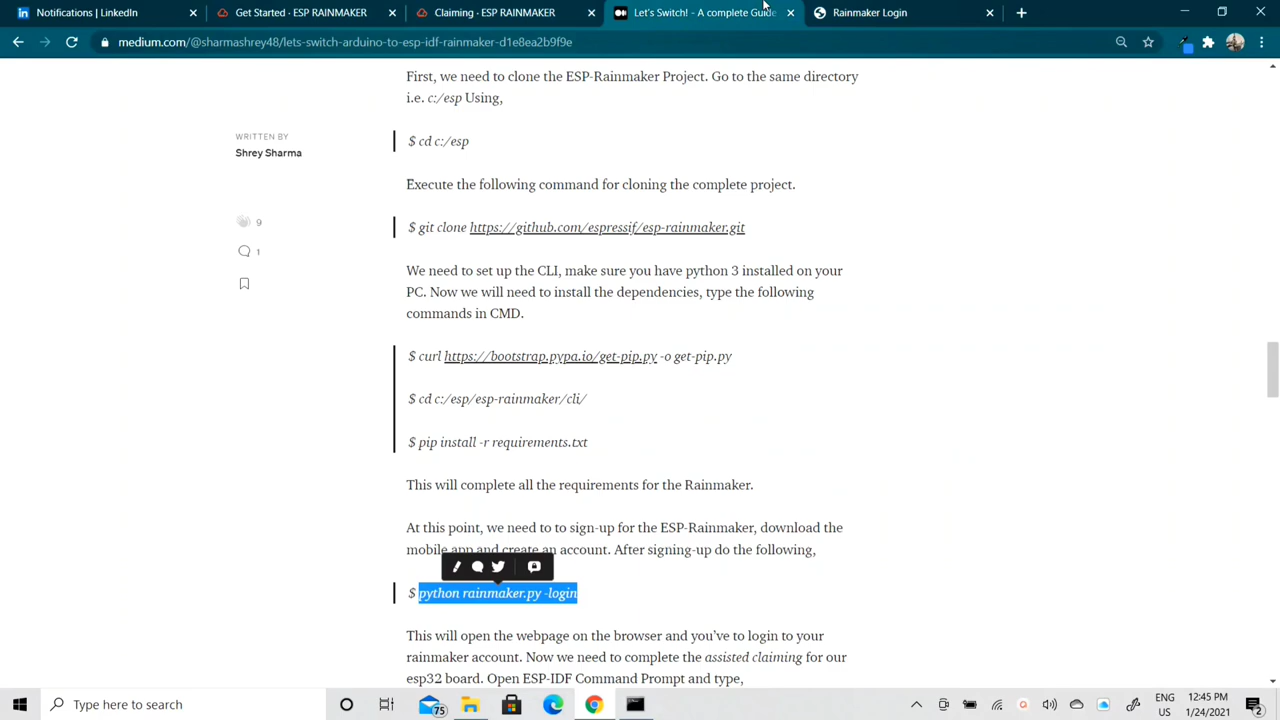 Notifications | LinkedIn
Get Started · ESP RAINMAKER
Claiming · ESP RAINMAKER
Let's Switch! - A complete Guide
Rainmaker Login
medium.com/@sharmashrey48/lets-switch-arduino-to-esp-idf-rainmaker-d1e8ea2b9f9e
First, we need to clone the ESP-Rainmaker Project. Go to the same directory
i.e. c:/esp Using,
WRITTEN BY
Shrey Sharma
$ cd c:/esp
Execute the following command for cloning the complete project.
9
$ git clone https://github.com/espressif/esp-rainmaker.git
1
We need to set up the CLI, make sure you have python 3 installed on your
PC. Now we will need to install the dependencies, type the following
commands in CMD.
$ curl https://bootstrap.pypa.io/get-pip.py -o get-pip.py
$ cd c:/esp/esp-rainmaker/cli/
$ pip install -r requirements.txt
This will complete all the requirements for the Rainmaker.
At this point, we need to to sign-up for the ESP-Rainmaker, download the
mobile app and create an account. After signing-up do the following,
$ python rainmaker.py -login
This will open the webpage on the browser and you've to login to your
rainmaker account. Now we need to complete the assisted claiming for our
esp32 board. Open ESP-IDF Command Prompt and type,
Type here to search
75
ENG
US
12:45 PM
1/24/2021
2